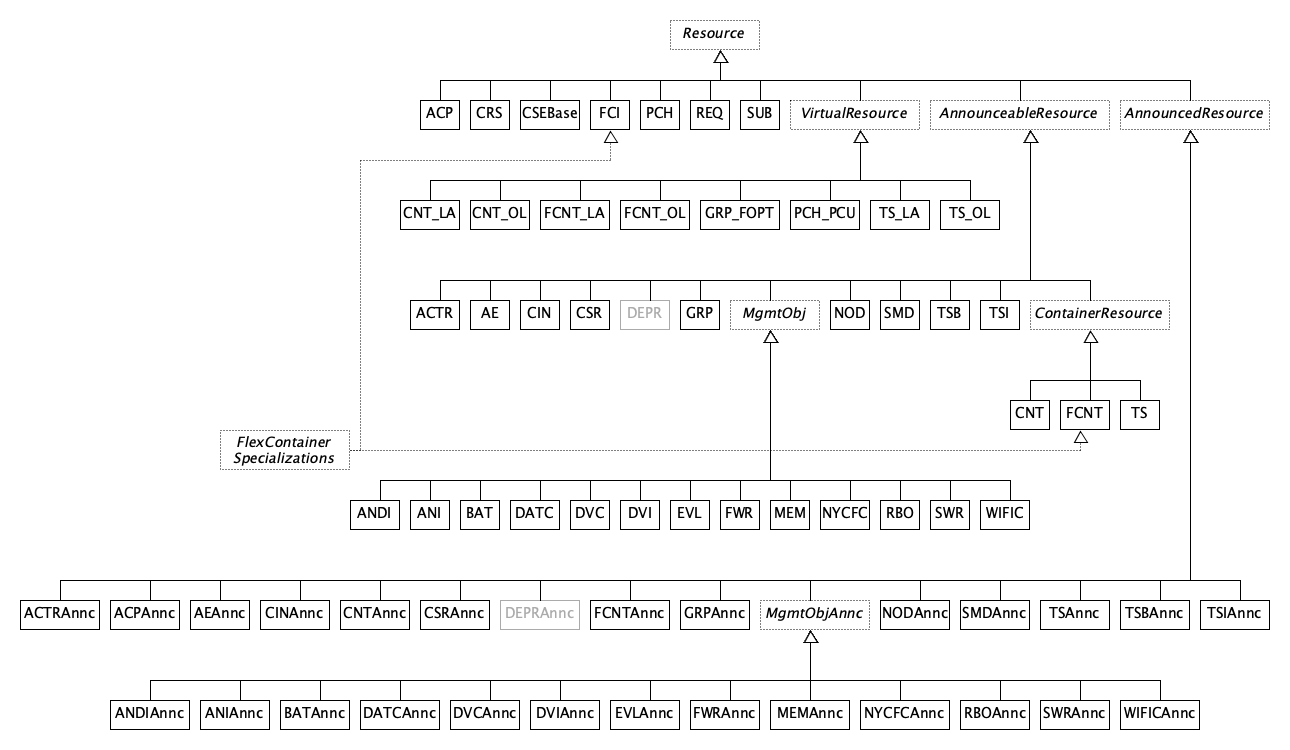 Resource
ACP CRS CSEBase FCI PCH REQ SUB VirtualResource AnnounceableResource AnnouncedResource
CNT_LA CNT_OL FCNT_LA FCNT_OL GRP_FOPT PCH_PCU TS_LA TS_OL
ACTR AE CIN CSR DEPR GRP MgmtObj NOD SMD TSB TSI ContainerResource
CNT FCNT TS
FlexContainer
Specializations
ANDI ANI BAT DATC DVC DVI EVL FWR MEM NYCFC RBO SWR WIFIC
ACTRAnnc ACPAnnc AEAnnc CINAnnc CNTAnnc CSRAnnc DEPRAnnc FCNTAnnc GRPAnnc MgmtObjAnnc NODAnnc SMDAnnc TSAnnc TSBAnnc TSIAnnc
ANDIAnnc ANIAnnc BATAnnc DATCAnnc DVCAnnc DVIAnnc EVLAnnc FWRAnnc MEMAnnc NYCFCAnnc RBOAnnc SWRAnnc WIFICAnnc